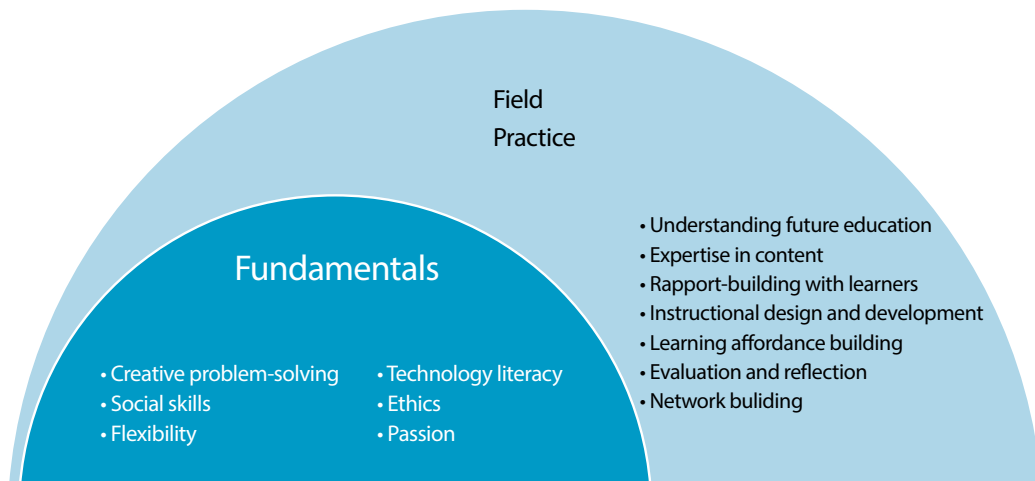 Field
Practice
Fundamentals
• Creative problem-solving
• Social skills
• Flexibility
• Technology literacy
• Ethics
• Passion
• Understanding future education
• Expertise in content
• Rapport-building with learners
• Instructional design and development
• Learning affordance building
• Evaluation and reflection
• Network buliding